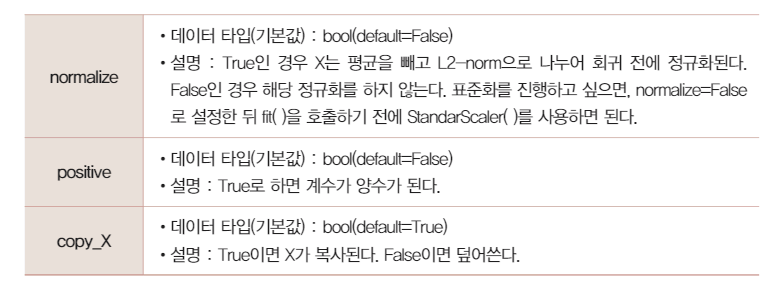 normalize
• 데이터 타입(기본값) : bool(default=False)
• 설명 : True인 경우 X는 평균을 빼고 L2-norm으로 나누어 회귀 전에 정규화된다.
False인 경우 해당 정규화를 하지 않는다. 표준화를 진행하고 싶으면, normalize=False
로 설정한 뒤 fit( )을 호출하기 전에 StandarScaler( )를 사용하면 된다.
positive
• 데이터 타입(기본값) : bool(default=False)
• 설명 : True로 하면 계수가 양수가 된다.
copy_X
• 데이터 타입(기본값) : bool(default=True)
• 설명 : True이면 X가 복사된다. False이면 덮어쓴다.